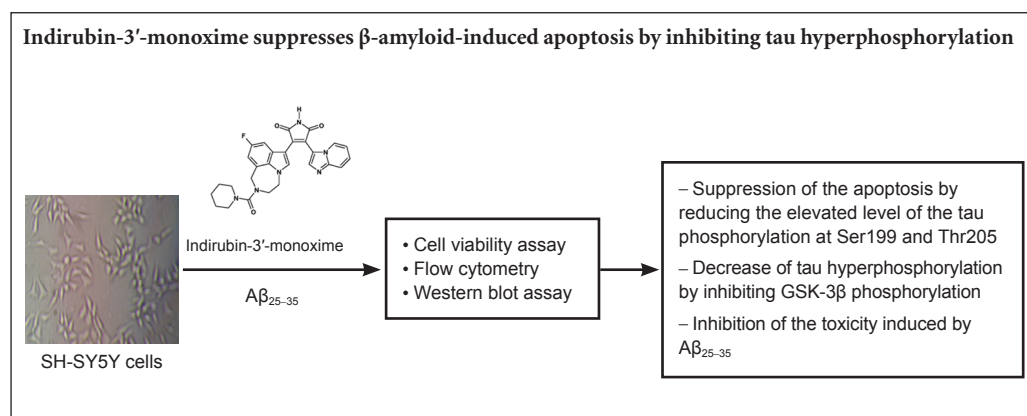 Indirubin-3′-monoxime suppresses β-amyloid-induced apoptosis by inhibiting tau hyperphosphorylation
H
O
N
O
F
N
N
N
N
N
O
Indirubin-3′-monoxime
Aβ25–35
SH-SY5Y cells
• Cell viability assay
• Flow cytometry
• Western blot assay
– Suppression of the apoptosis by
reducing the elevated level of the tau
phosphorylation at Ser199 and Thr205
– Decrease of tau hyperphosphorylation
by inhibiting GSK-3β phosphorylation
– Inhibition of the toxicity induced by
Aβ25–35